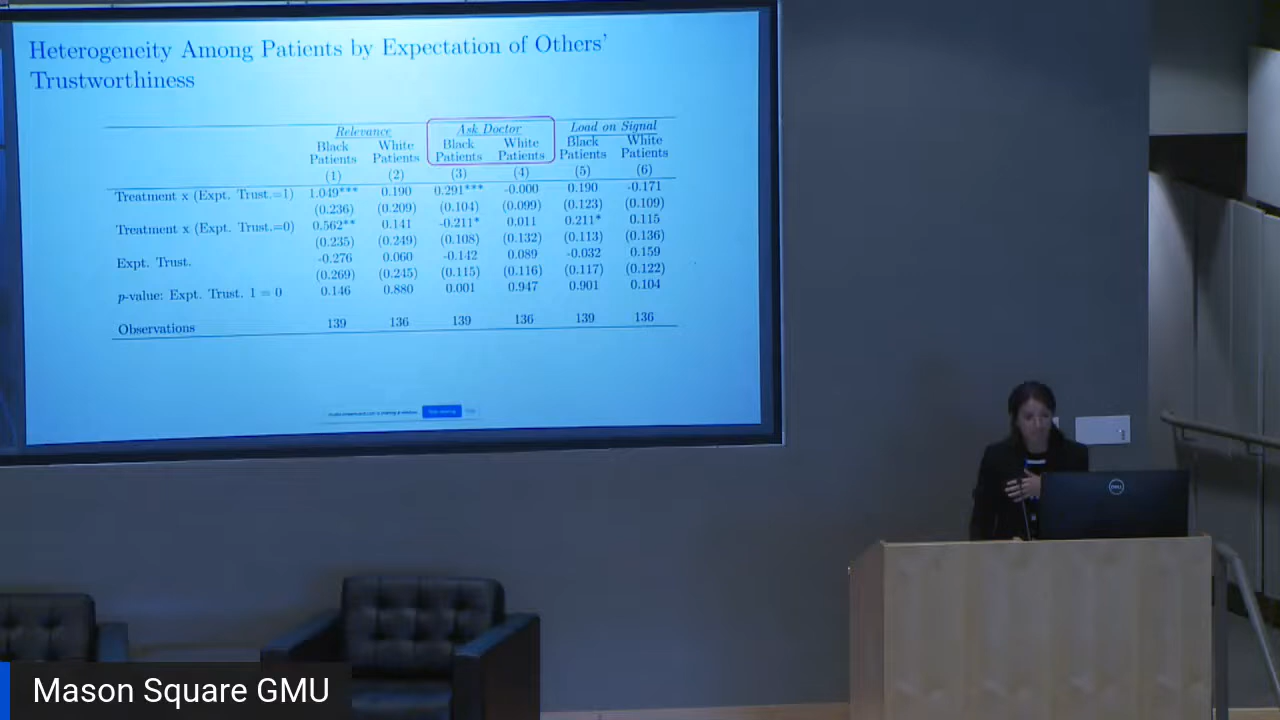 Heterogeneity Among Patients by Expectation of Others'
Trustworthiness
Relevance Ask Doctor Load on Signal
Black White Black White Black White
Patients Patients Patients Patients Patients Patients
(1) (2) (3) (4) (5) (6)
Treatment x (Expt. Trust.=1) 1.049*** 0.190 0.291*** -0.000 0.190 -0.171
(0.236) (0.209) (0.104) (0.099) (0.123) (0.109)
Treatment x (Expt. Trust.=0) 0.562** 0.141 -0.211* 0.011 0.211* 0.115
(0.235) (0.249) (0.108) (0.132) (0.113) (0.136)
Expt. Trust. -0.276 0.060 -0.142 0.089 -0.032 0.159
(0.269) (0.245) (0.115) (0.116) (0.117) (0.122)
p-value: Expt. Trust. 1 = 0 0.146 0.880 0.001 0.947 0.901 0.104
Observations 139 136 139 136 139 136
DELL
Mason Square GMU